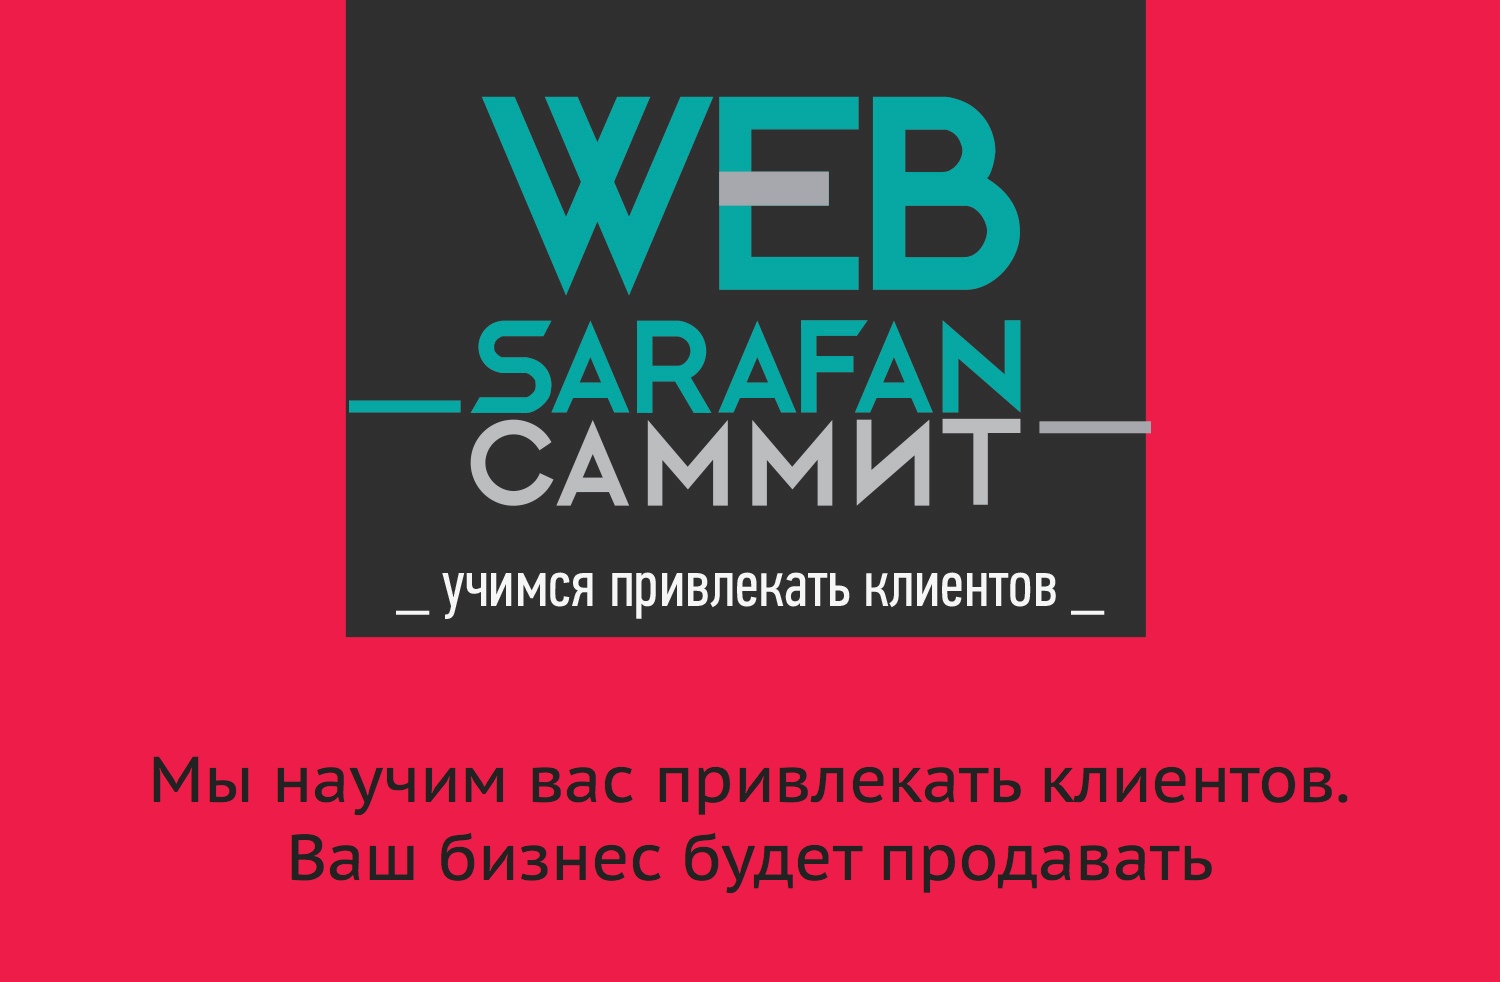 WEB
SARAFAN
САММИТ
_ учимся привлекать клиентов _
Мы научим вас привлекать клиентов.
Ваш бизнес будет продавать